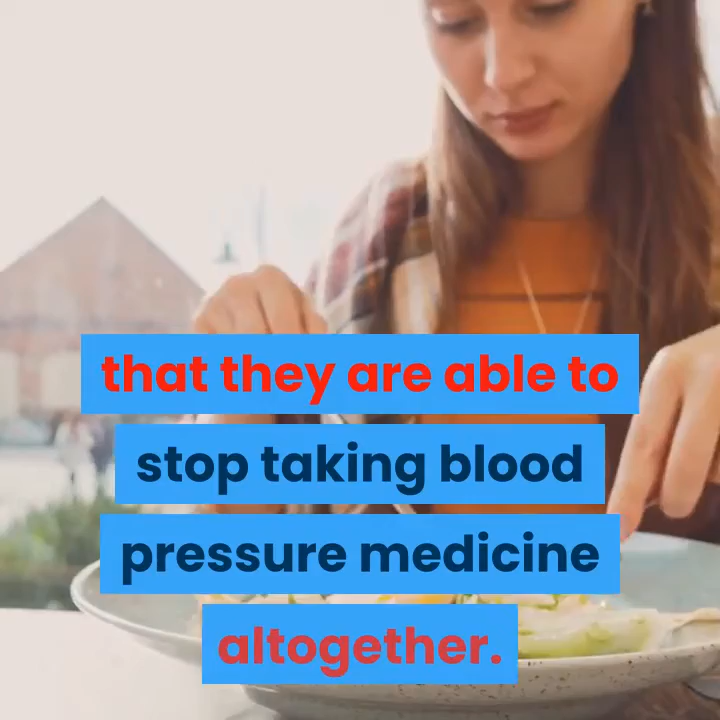 that they are able to
stop taking blood
pressure medicine
altogether.